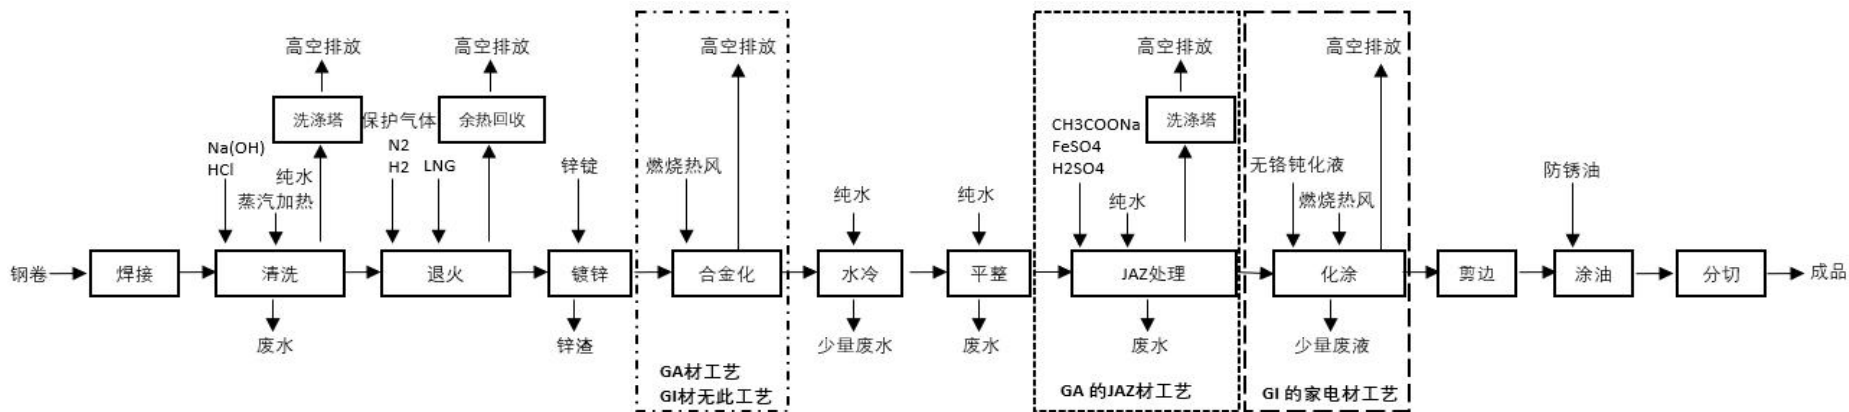 高空排放
高空排放
高空排放
高空排放
高空排放
洗涤塔
保护气体
余热回收
洗涤塔
Na(OH)
HCl
纯水
蒸汽加热
N2
H2
LNG
锌锭
燃烧热风
纯水
纯水
CH3COONa
FeSO4
H2SO4
纯水
无铬钝化液
燃烧热风
防锈油
钢卷
焊接
清洗
退火
镀锌
合金化
水冷
平整
JAZ处理
化涂
剪边
涂油
分切
成品
废水
锌渣
少量废水
废水
废水
少量废液
GA材工艺
GI材无此工艺
GA 的JAZ材工艺
GI 的家电材工艺